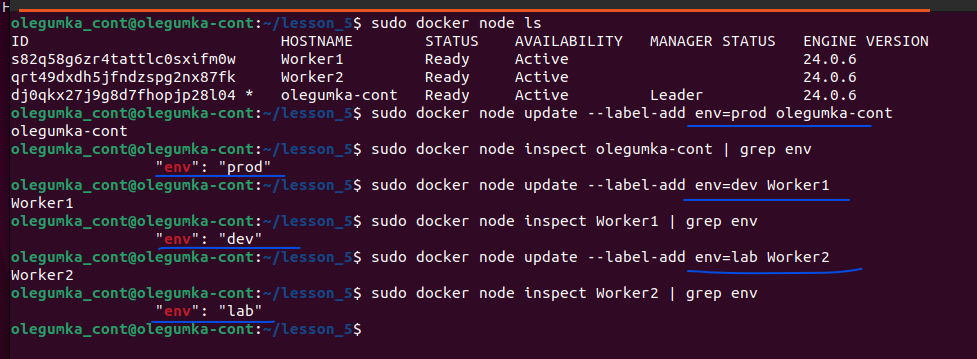 olegumka_cont@olegumka-cont:~/lesson_5$ sudo docker node ls
ID HOSTNAME STATUS AVAILABILITY MANAGER STATUS ENGINE VERSION
s82q58g6zr4tattlc0sxifm0w Worker1 Ready Active 24.0.6
qrt49dxdh5jfndzspg2nx87fk Worker2 Ready Active 24.0.6
dj0qkx27j9g8d7fhopjp28l04 * olegumka-cont Ready Active Leader 24.0.6
olegumka_cont@olegumka-cont:~/lesson_5$ sudo docker node update --label-add env=prod olegumka-cont
olegumka-cont
olegumka_cont@olegumka-cont:~/lesson_5$ sudo docker node inspect olegumka-cont | grep env
"env": "prod"
olegumka_cont@olegumka-cont:~/lesson_5$ sudo docker node update --label-add env=dev Worker1
Worker1
olegumka_cont@olegumka-cont:~/lesson_5$ sudo docker node inspect Worker1 | grep env
"env": "dev"
olegumka_cont@olegumka-cont:~/lesson_5$ sudo docker node update --label-add env=lab Worker2
Worker2
olegumka_cont@olegumka-cont:~/lesson_5$ sudo docker node inspect Worker2 | grep env
"env": "lab"
olegumka_cont@olegumka-cont:~/lesson_5$